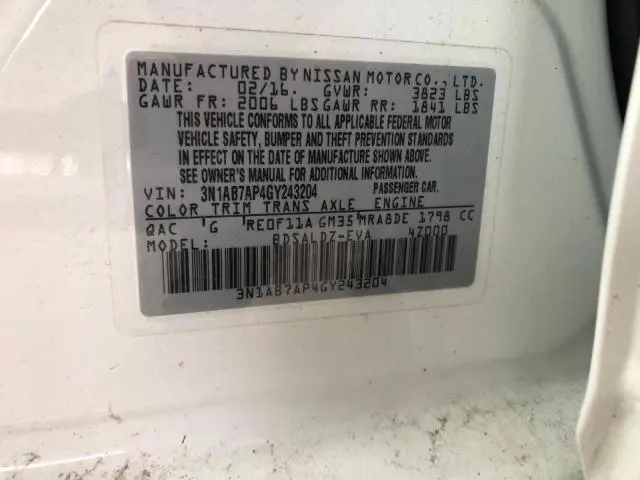 MANUFACTURED BY NISSAN MOTOR CO., LTD.
DATE: 02/16. GVWR: 3823 LBS
GAWR FR: 2006 LBS GAWR RR: 1841 LBS
THIS VEHICLE CONFORMS TO ALL APPLICABLE FEDERAL MOTOR
VEHICLE SAFETY, BUMPER AND THEFT PREVENTION STANDARDS
IN EFFECT ON THE DATE OF MANUFACTURE SHOWN ABOVE.
SEE OWNER'S MANUAL FOR ADDITIONAL INFORMATION.
VIN: 3N1AB7AP4GY243204 PASSENGER CAR.
COLOR TRIM TRANS AXLE ENGINE
QAC G RE0F11A GM35 MRA8DE 1798 CC
MODEL: BDSALDZ-EVA 4Z000
3N1AB7AP4GY243204